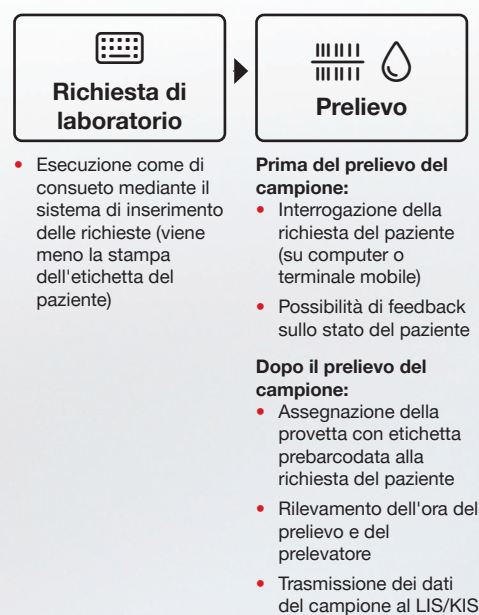 Richiesta di
laboratorio
• Esecuzione come di
consueto mediante il
sistema di inserimento
delle richieste (viene
meno la stampa
dell'etichetta del
paziente)
Prelievo
Prima del prelievo del
campione:
• Interrogazione della
richiesta del paziente
(su computer o
terminale mobile)
• Possibilità di feedback
sullo stato del paziente
Dopo il prelievo del
campione:
• Assegnazione della
provetta con etichetta
prebarcodata alla
richiesta del paziente
• Rilevamento dell'ora del
prelievo e del
prelevatore
• Trasmissione dei dati
del campione al LIS/KIS